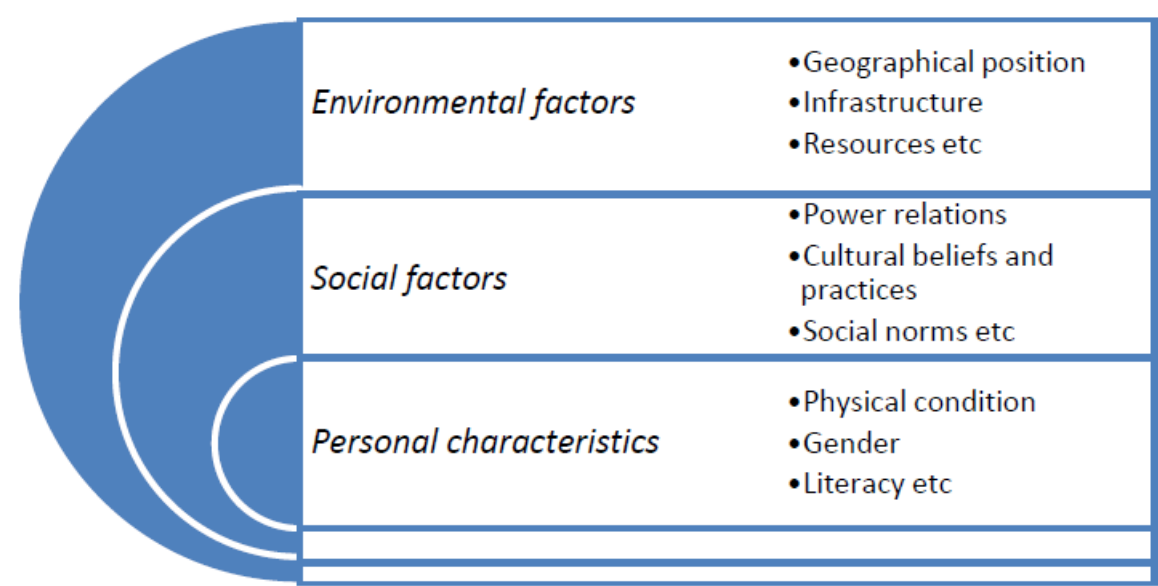 Environmental factors
•Geographical position
•Infrastructure
•Resources etc
Social factors
•Power relations
•Cultural beliefs and
practices
•Social norms etc
Personal characteristics
•Physical condition
•Gender
•Literacy etc